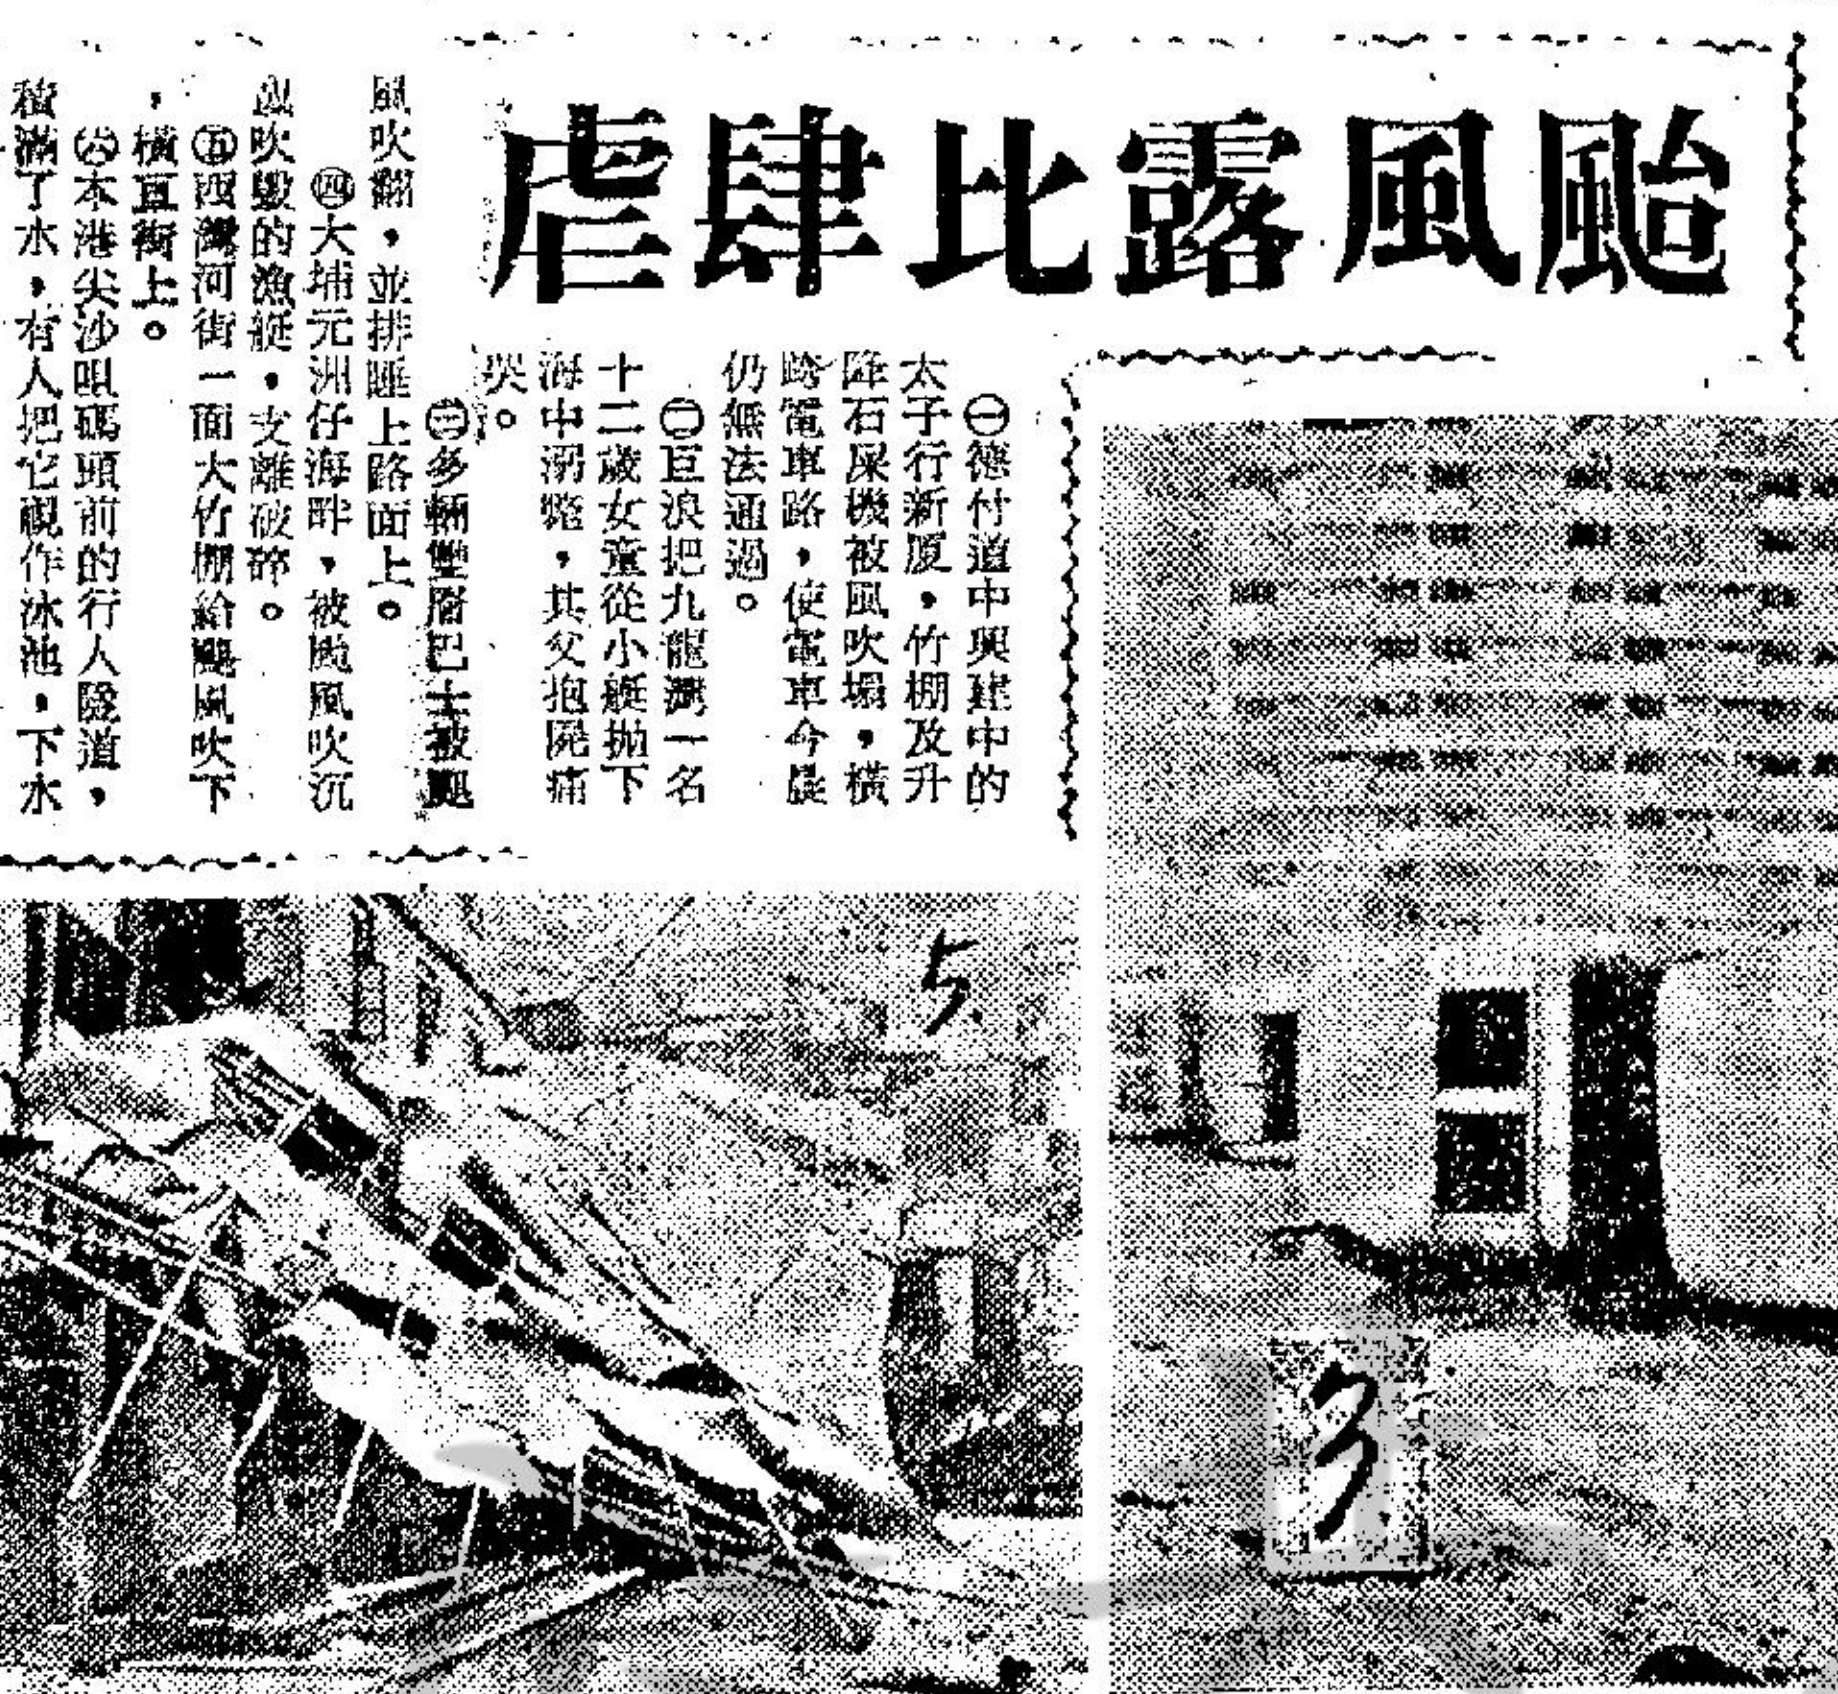 颱風露比肆虐
㊀德付道中興建中的
太子行新厦，竹棚及升
降石屎機被風吹塌，橫
跨電車路，使電車今晨
仍無法通過。
㊁巨浪把九龍灣一名
十二歲女童從小艇抛下
海中溺斃，其父抱屍痛
哭。
㊂多輛雙層巴士被颶
風吹翻，並排睡上路面上。
㊃大埔元洲仔海畔，被颱風吹沉
或吹毀的漁艇，支離破碎。
㊄西灣河街一面大竹棚給颶風吹下
，橫亘街上。
㊅本港尖沙咀碼頭前的行人隧道，
積滿了水，有人把它視作泳池，下水
5.
3.